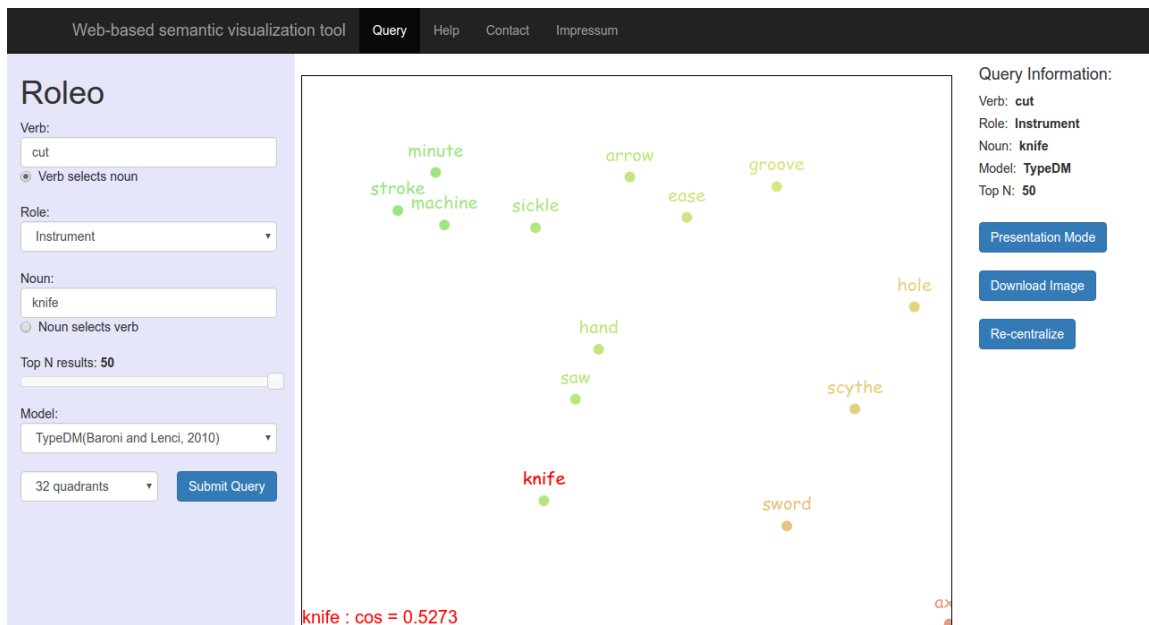 Web-based semantic visualization tool Query Help Contact Impressum
Roleo
Verb:
cut
Verb selects noun
Role:
Instrument
Noun:
knife
Noun selects verb
Top N results: 50
Model:
TypeDM(Baroni and Lenci, 2010)
32 quadrants Submit Query
minute
arrow
groove
stroke
machine
sickle
ease
hole
hand
saw
scythe
knife
sword
ax
knife : cos = 0.5273
Query Information:
Verb: cut
Role: Instrument
Noun: knife
Model: TypeDM
Top N: 50
Presentation Mode
Download Image
Re-centralize